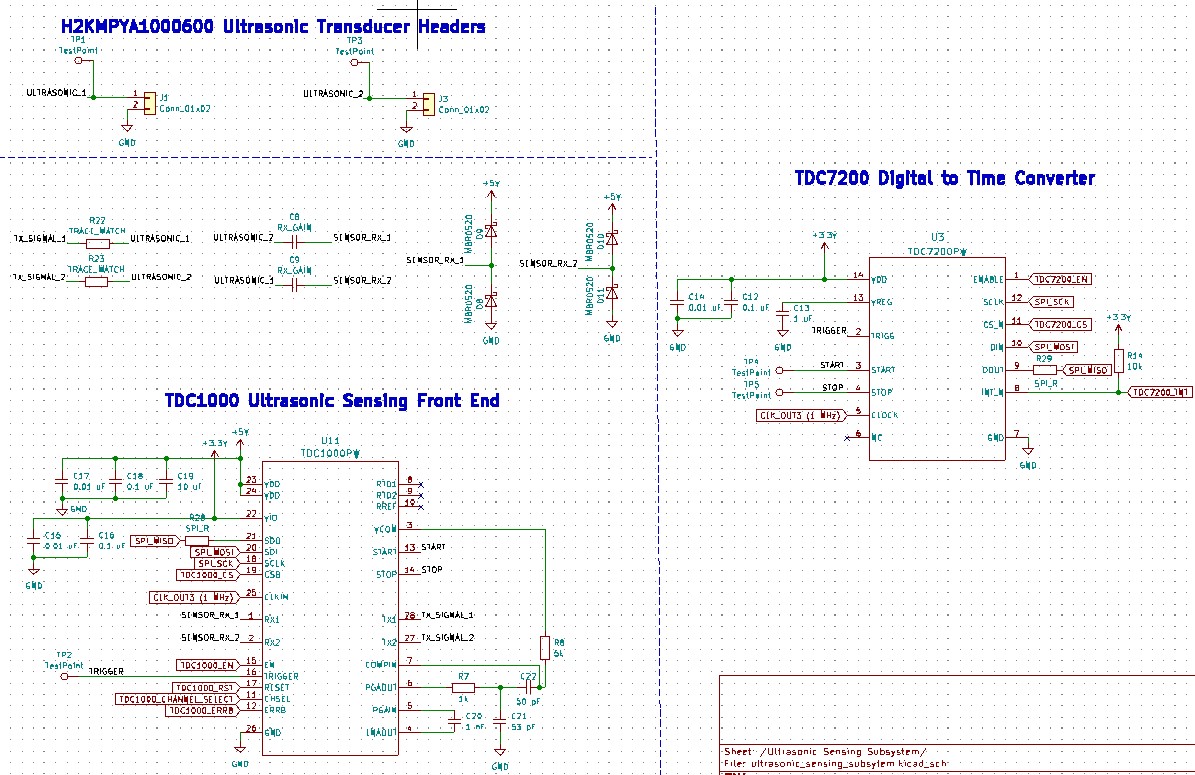 H2KMPYA1000600 Ultrasonic Transducer Headers
TP1
TestPoint
ULTRASONIC_1
1
2
J1
Conn_01x02
GND
TP3
TestPoint
ULTRASONIC_2
1
2
J3
Conn_01x02
GND
R22
TX_SIGNAL_1 TRACE_MATCH ULTRASONIC_1
R23
TX_SIGNAL_2 TRACE_MATCH ULTRASONIC_2
C8
RX_GAIN
ULTRASONIC_2 SENSOR_RX_1
C9
RX_GAIN
ULTRASONIC_1 SENSOR_RX_2
+5V
MBR0520
D9
SENSOR_RX_1
MBR0520
D8
GND
+5V
MBR0520
D10
SENSOR_RX_2
MBR0520
D11
GND
TDC7200 Digital to Time Converter
+3.3V
U3
TDC7200PW
C14
0.01 uF
C12
0.1 uF
GND
C13
1 uF
GND
14 VDD
13 VREG
TRIGGER 2 TRIGG
TP4
TestPoint
START 3 START
TP5
TestPoint
STOP 4 STOP
CLK_OUT3 (1 MHz) 5 CLOCK
6 NC
ENABLE 1 TDC7200_EN
SCLK 12 SPI_SCK
CS_N 11 TDC7200_CS
DIN 10 SPI_MOSI
DOUT 9 R29 SPI_MISO
SPI_R
INT_N 8 TDC7200_INT
+3.3V
R14
10k
GND 7
GND
TDC1000 Ultrasonic Sensing Front End
+3.3V
+5V
U11
TDC1000PW
C17
0.01 uF
C18
0.1 uF
C19
10 uF
GND
C15
0.01 uF
C16
0.1 uF
GND
23 VDD
24 VDD
22 VIO
R28
SPI_R
SPI_MISO 21 SDO
SPI_MOSI 20 SDI
SPI_SCK 18 SCLK
TDC1000_CS 19 CSB
CLK_OUT3 (1 MHz) 25 CLKIN
SENSOR_RX_1 1 RX1
SENSOR_RX_2 2 RX2
TDC1000_EN 15 EN
TP2
TestPoint
TRIGGER 16 TRIGGER
TDC1000_RST 17 RESET
TDC1000_CHANNEL_SELECT 11 CHSEL
TDC1000_ERRB 12 ERRB
26 GND
GND
RTD1 8
RTD2 9
RREF 10
VCOM 3
START 13 START
STOP 14 STOP
TX1 28 TX_SIGNAL_1
TX2 27 TX_SIGNAL_2
COMPIN 7
PGAOUT 6
PGAIN 5
LNAOUT 4
R8
5k
R7
1k
C22
50 pF
C20
1 nF
C21
53 pF
GND
Sheet: /Ultrasonic Sensing Subsystem/
File: ultrasonic_sensing_subsytem.kicad_sch